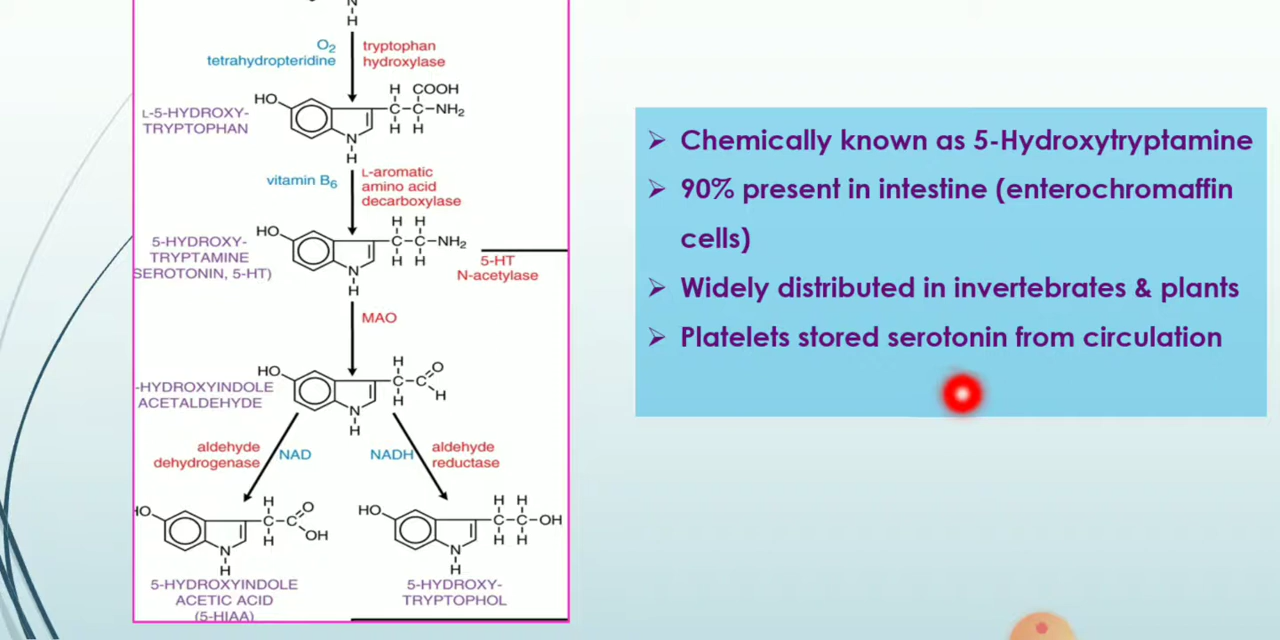 N
H
O2
tetrahydropteridine
tryptophan
hydroxylase
H COOH
HO
C–C–NH2
H H
N
H
L-5-HYDROXY-
TRYPTOPHAN
vitamin B6
L-aromatic
amino acid
decarboxylase
H H
HO
C–C–NH2
H H
N
H
5-HYDROXY-
TRYPTAMINE
SEROTONIN, 5-HT)
5-HT
N-acetylase
MAO
H
HO
C–C
O
H
H
N
H
-HYDROXYINDOLE
ACETALDEHYDE
aldehyde
dehydrogenase
NAD
NADH
aldehyde
reductase
HO
H
C–C
O
OH
H
N
H
HO
H H
C–C–OH
H H
N
H
5-HYDROXYINDOLE
ACETIC ACID
(5-HIAA)
5-HYDROXY-
TRYPTOPHOL
➢ Chemically known as 5-Hydroxytryptamine
➢ 90% present in intestine (enterochromaffin
cells)
➢ Widely distributed in invertebrates & plants
➢ Platelets stored serotonin from circulation